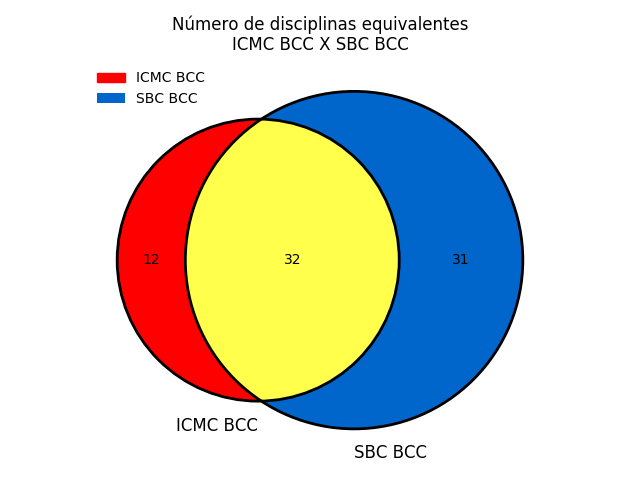 Número de disciplinas equivalentes
ICMC BCC X SBC BCC
ICMC BCC
SBC BCC
12
32
31
ICMC BCC
SBC BCC